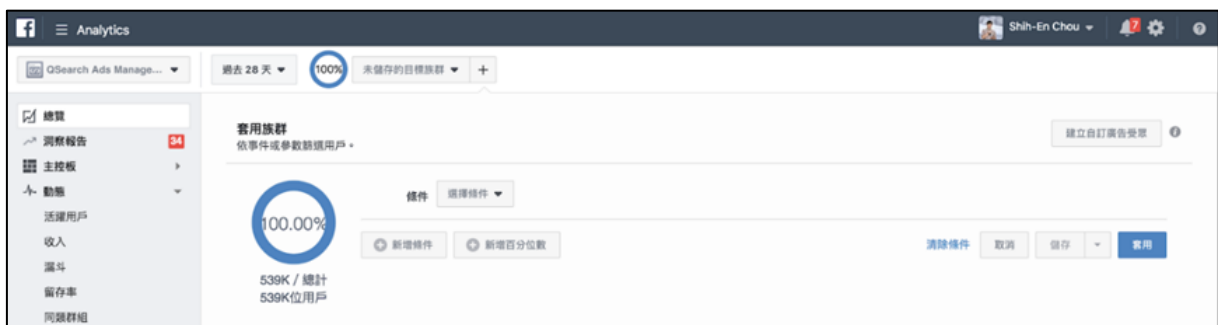 f Analytics Shih-En Chou 7
QSearch Ads Manage... 過去 28 天 100% 未儲存的目標族群 +
總覽
洞察報告 34
主控板
動態
活躍用戶
收入
漏斗
留存率
同類群組
套用族群
依事件或參數篩選用戶。
建立自訂廣告受眾
100.00%
539K / 總計
539K位用戶
條件 選擇條件
新增條件 新增百分位數
清除條件 取消 儲存 套用